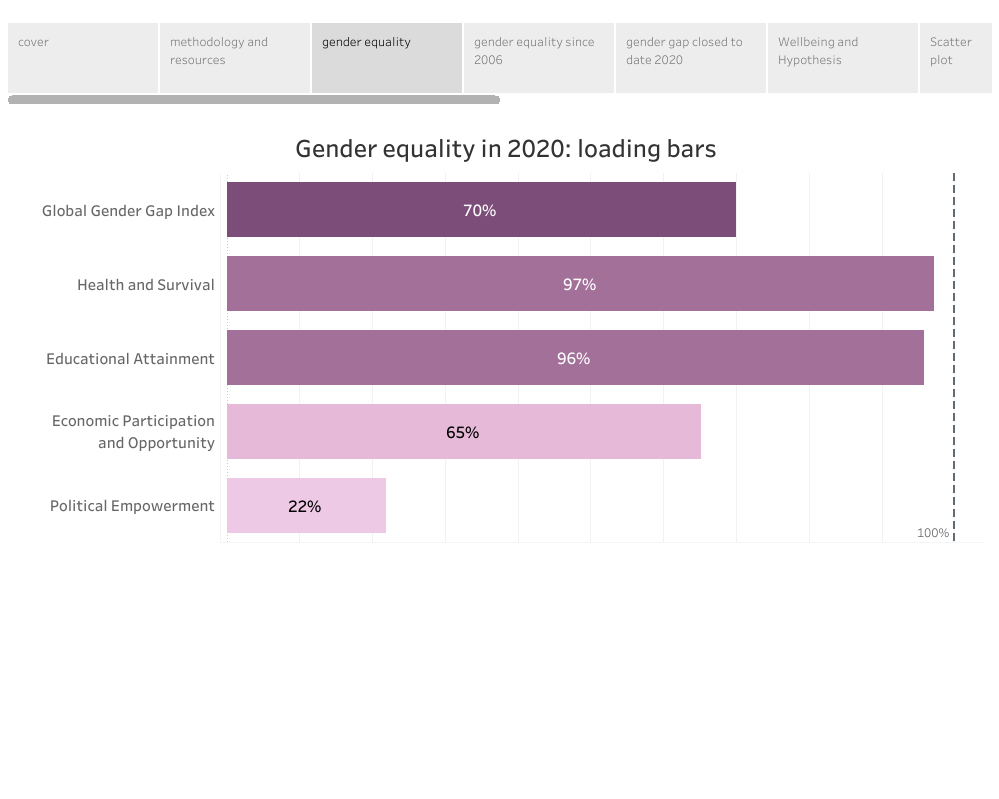 cover
methodology and
resources
gender equality
gender equality since
2006
gender gap closed to
date 2020
Wellbeing and
Hypothesis
Scatter
plot
Gender equality in 2020: loading bars
Global Gender Gap Index
70%
Health and Survival
97%
Educational Attainment
96%
Economic Participation
and Opportunity
65%
Political Empowerment
22%
100%